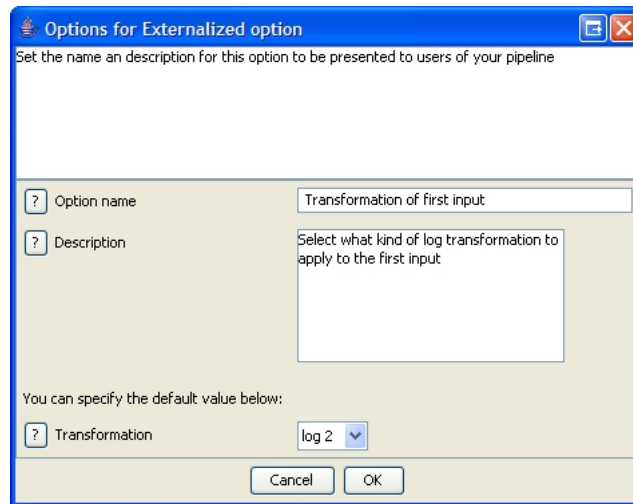 Options for Externalized option
Set the name an description for this option to be presented to users of your pipeline
? Option name Transformation of first input
? Description Select what kind of log transformation to
apply to the first input
You can specify the default value below:
? Transformation log 2
Cancel OK